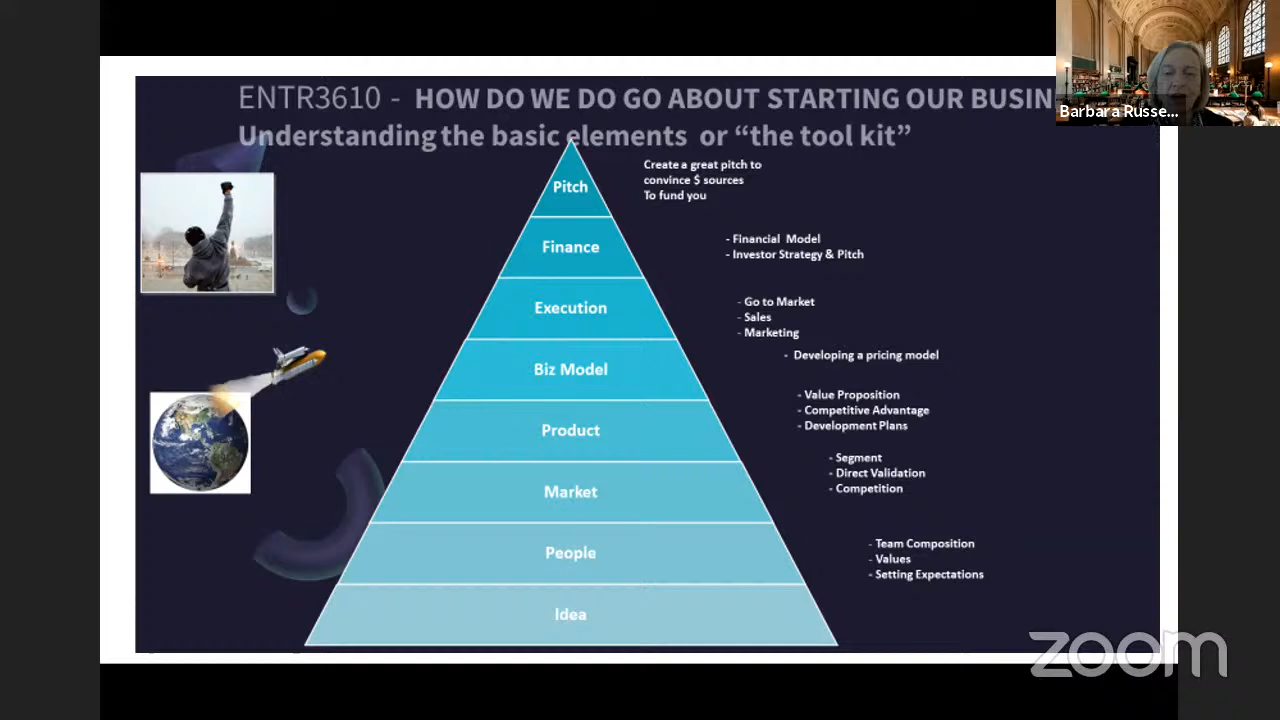 ENTR3610 - HOW DO WE DO GO ABOUT STARTING OUR BUSIN
Understanding the basic elements or “the tool kit”
Barbara Russe...
Pitch
Create a great pitch to
convince $ sources
To fund you
Finance
- Financial Model
- Investor Strategy & Pitch
Execution
- Go to Market
- Sales
- Marketing
Biz Model
- Developing a pricing model
Product
- Value Proposition
- Competitive Advantage
- Development Plans
Market
- Segment
- Direct Validation
- Competition
People
- Team Composition
- Values
- Setting Expectations
Idea
zoom